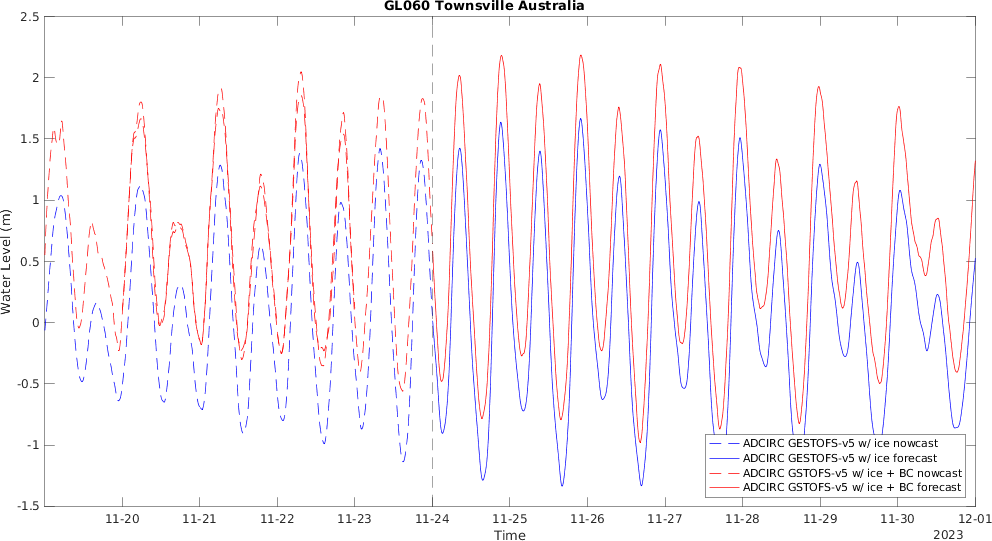 GL060 Townsville Australia
2.5
2
1.5
1
0.5
0
-0.5
-1
-1.5
Water Level (m)
ADCIRC GESTOFS-v5 w/ ice nowcast
ADCIRC GESTOFS-v5 w/ ice forecast
ADCIRC GSTOFS-v5 w/ ice + BC nowcast
ADCIRC GSTOFS-v5 w/ ice + BC forecast
11-20 11-21 11-22 11-23 11-24 11-25 11-26 11-27 11-28 11-29 11-30 12-01
Time
2023